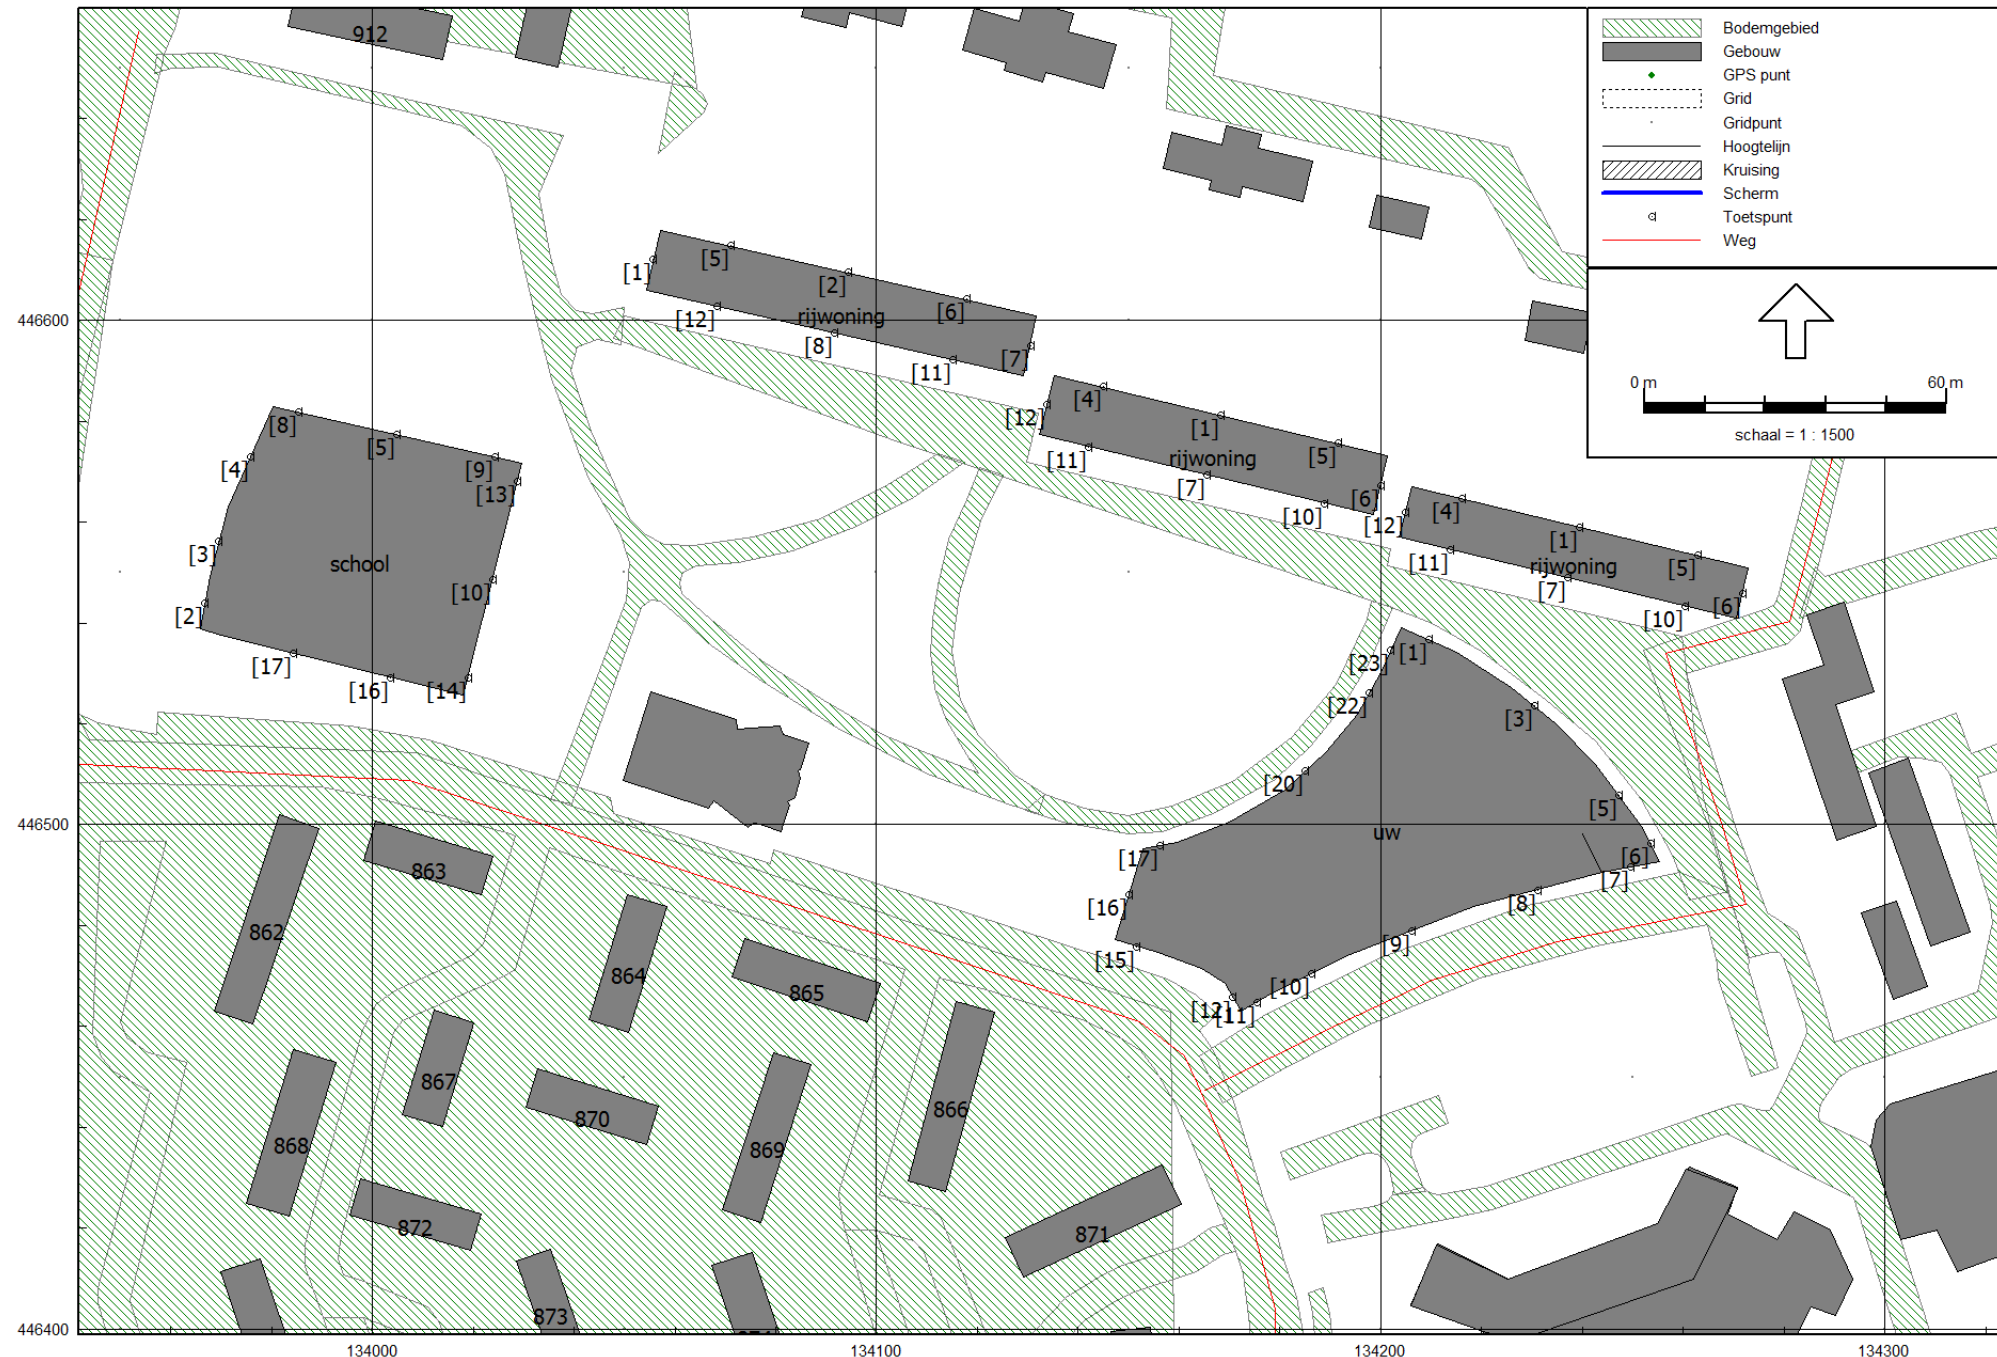 912
Bodemgebied
Gebouw
GPS punt
Grid
Gridpunt
Hoogtelijn
Kruising
Scherm
Toetspunt
Weg
0 m 60 m
schaal = 1 : 1500
[1] [5] [2] [6]
446600
[12] rijwoning
[8] [7]
[11]
[12] [4] [1] [5]
[11] rijwoning
[7] [6]
[10]
[12] [4] [1] [5]
[11] rijwoning
[7] [6]
[10]
[8] [5] [9]
[4] [13]
[3] school
[10]
[2]
[17] [16] [14]
[23] [1]
[22] [3]
[20] [5]
446500
uw
[17] [6]
[7]
[16] [8]
[9]
[15] [10]
[12] [11]
863
862
864
865
867
870
866
868
869
872
871
873
446400
134000 134100 134200 134300